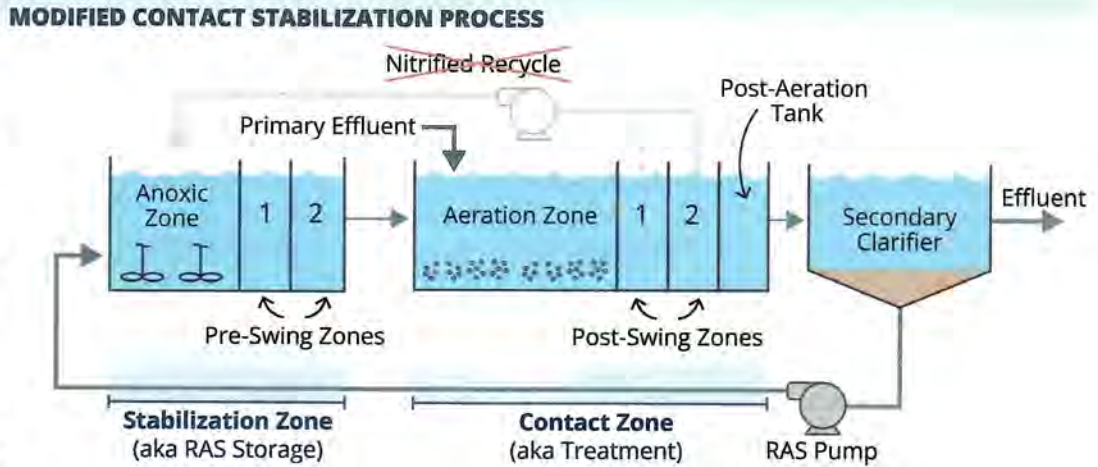 MODIFIED CONTACT STABILIZATION PROCESS
Nitrified Recycle
Post-Aeration
Tank
Primary Effluent
Anoxic
Zone
1
2
Aeration Zone
1
2
Secondary
Clarifier
Effluent
Pre-Swing Zones
Post-Swing Zones
Stabilization Zone
(aka RAS Storage)
Contact Zone
(aka Treatment)
RAS Pump